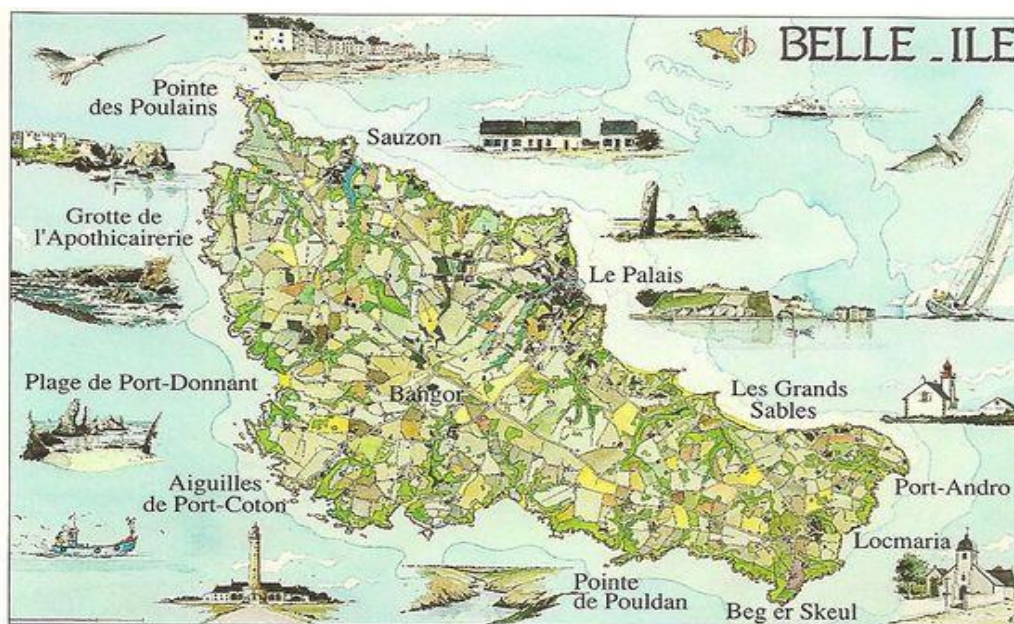 BELLE _ ILE
Pointe
des Poulains
Sauzon
Grotte de
l'Apothicairerie
Le Palais
Plage de Port-Donnant
Bangor
Les Grands
Sables
Aiguilles
de Port-Coton
Port-Andro
Locmaria
Pointe
de Pouldan
Beg er Skeul